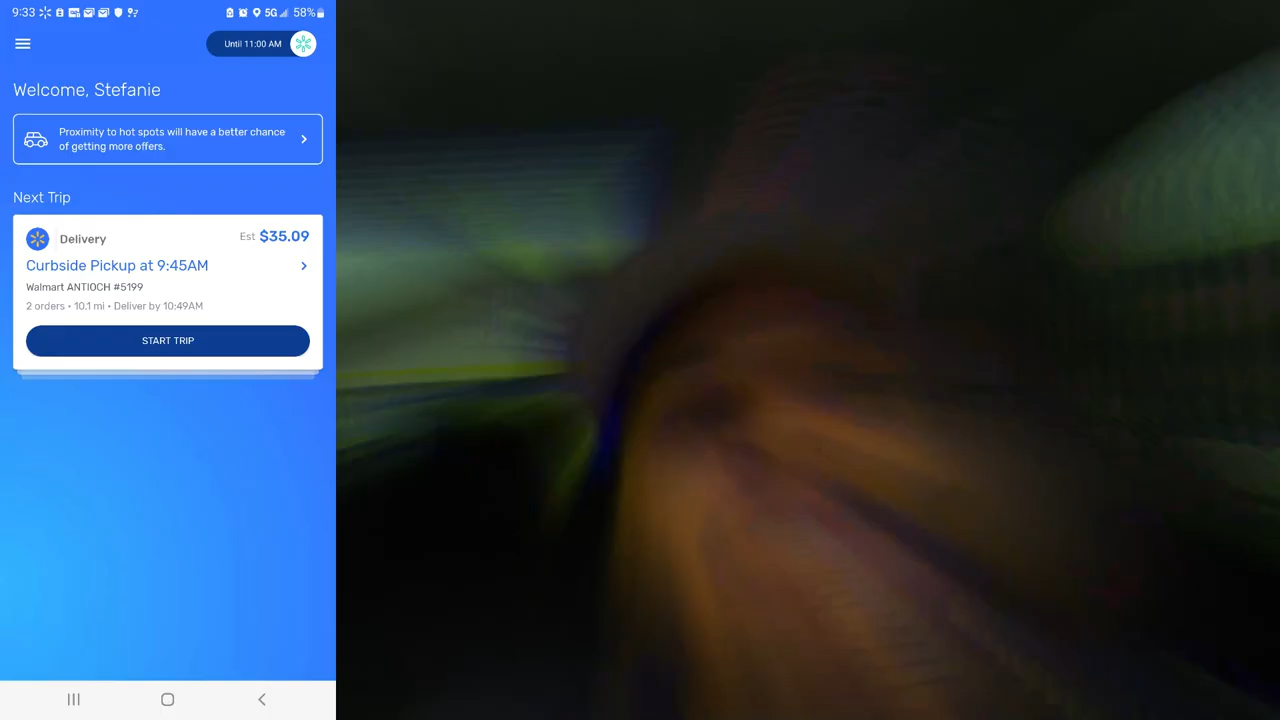 9:33 5G 58%
Until 11:00 AM
Welcome, Stefanie
Proximity to hot spots will have a better chance
of getting more offers.
Next Trip
Delivery Est $35.09
Curbside Pickup at 9:45AM
Walmart ANTIOCH #5199
2 orders • 10.1 mi • Deliver by 10:49AM
START TRIP